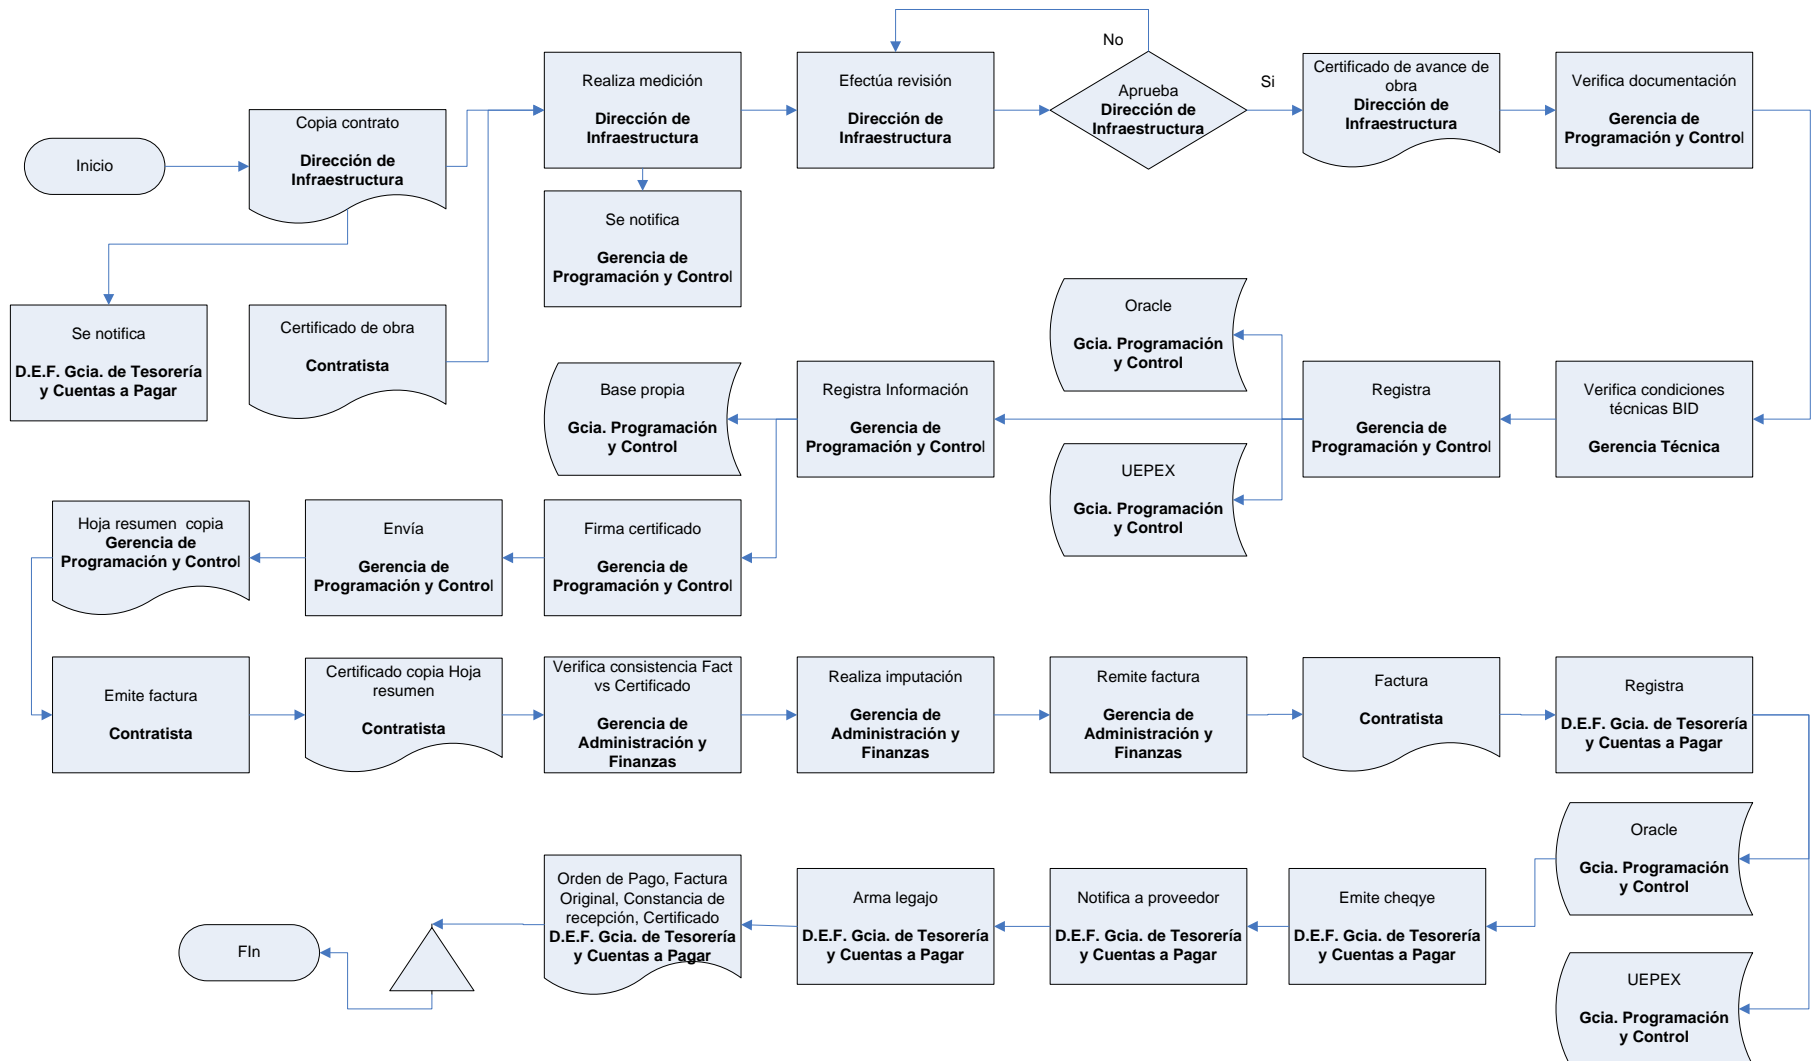 No
Si
Inicio
Copia contrato
Dirección de
Infraestructura
Realiza medición
Dirección de
Infraestructura
Efectúa revisión
Dirección de
Infraestructura
Aprueba
Dirección de
Infraestructura
Certificado de avance de
obra
Dirección de
Infraestructura
Verifica documentación
Gerencia de
Programación y Control
Se notifica
Gerencia de
Programación y Control
Se notifica
D.E.F. Gcia. de Tesorería
y Cuentas a Pagar
Certificado de obra
Contratista
Base propia
Gcia. Programación
y Control
Registra Información
Gerencia de
Programación y Control
Oracle
Gcia. Programación
y Control
UEPEX
Gcia. Programación
y Control
Registra
Gerencia de
Programación y Control
Verifica condiciones
técnicas BID
Gerencia Técnica
Hoja resumen  copia
Gerencia de
Programación y Control
Envía
Gerencia de
Programación y Control
Firma certificado
Gerencia de
Programación y Control
Emite factura
Contratista
Certificado copia Hoja
resumen
Contratista
Verifica consistencia Fact
vs Certificado
Gerencia de
Administración y
Finanzas
Realiza imputación
Gerencia de
Administración y
Finanzas
Remite factura
Gerencia de
Administración y
Finanzas
Factura
Contratista
Registra
D.E.F. Gcia. de Tesorería
y Cuentas a Pagar
FIn
Orden de Pago, Factura
Original, Constancia de
recepción, Certificado
D.E.F. Gcia. de Tesorería
y Cuentas a Pagar
Arma legajo
D.E.F. Gcia. de Tesorería
y Cuentas a Pagar
Notifica a proveedor
D.E.F. Gcia. de Tesorería
y Cuentas a Pagar
Emite cheqye
D.E.F. Gcia. de Tesorería
y Cuentas a Pagar
Oracle
Gcia. Programación
y Control
UEPEX
Gcia. Programación
y Control